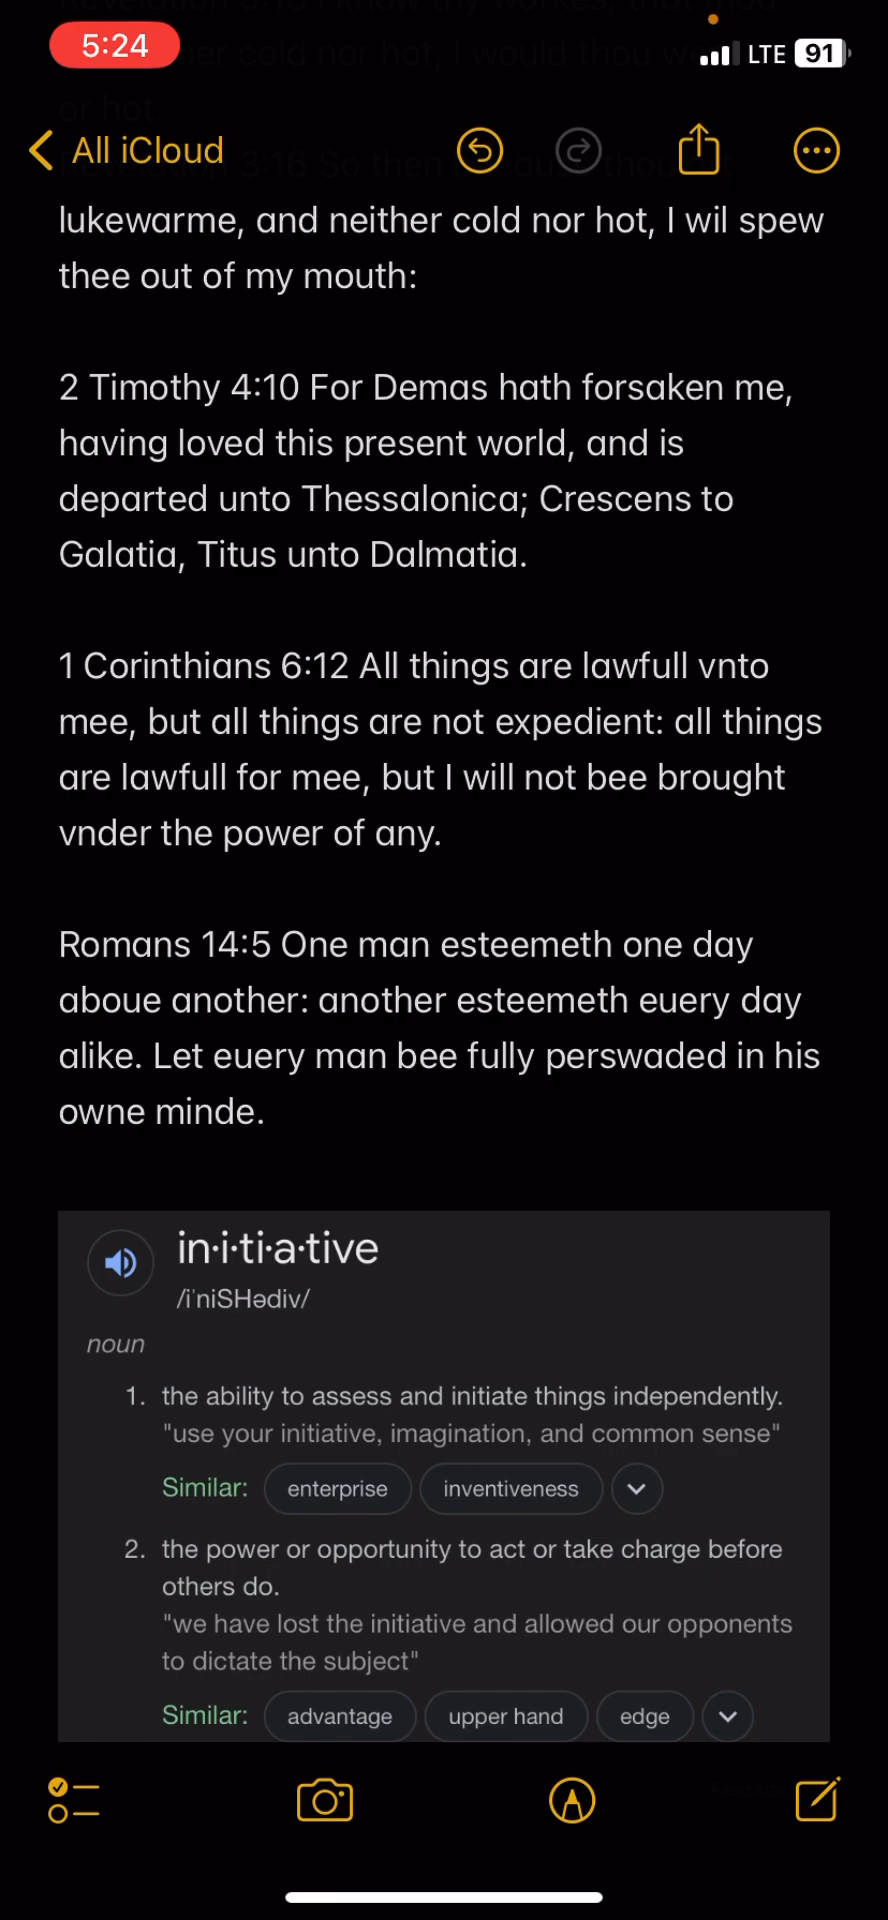 5:24
LTE 91
All iCloud
lukewarme, and neither cold nor hot, I wil spew
thee out of my mouth:
2 Timothy 4:10 For Demas hath forsaken me,
having loved this present world, and is
departed unto Thessalonica; Crescens to
Galatia, Titus unto Dalmatia.
1 Corinthians 6:12 All things are lawfull vnto
mee, but all things are not expedient: all things
are lawfull for mee, but I will not bee brought
vnder the power of any.
Romans 14:5 One man esteemeth one day
aboue another: another esteemeth euery day
alike. Let euery man bee fully perswaded in his
owne minde.
in·i·ti·a·tive
/iˈniSHədiv/
noun
1. the ability to assess and initiate things independently.
"use your initiative, imagination, and common sense"
Similar: enterprise inventiveness
2. the power or opportunity to act or take charge before
others do.
"we have lost the initiative and allowed our opponents
to dictate the subject"
Similar: advantage upper hand edge